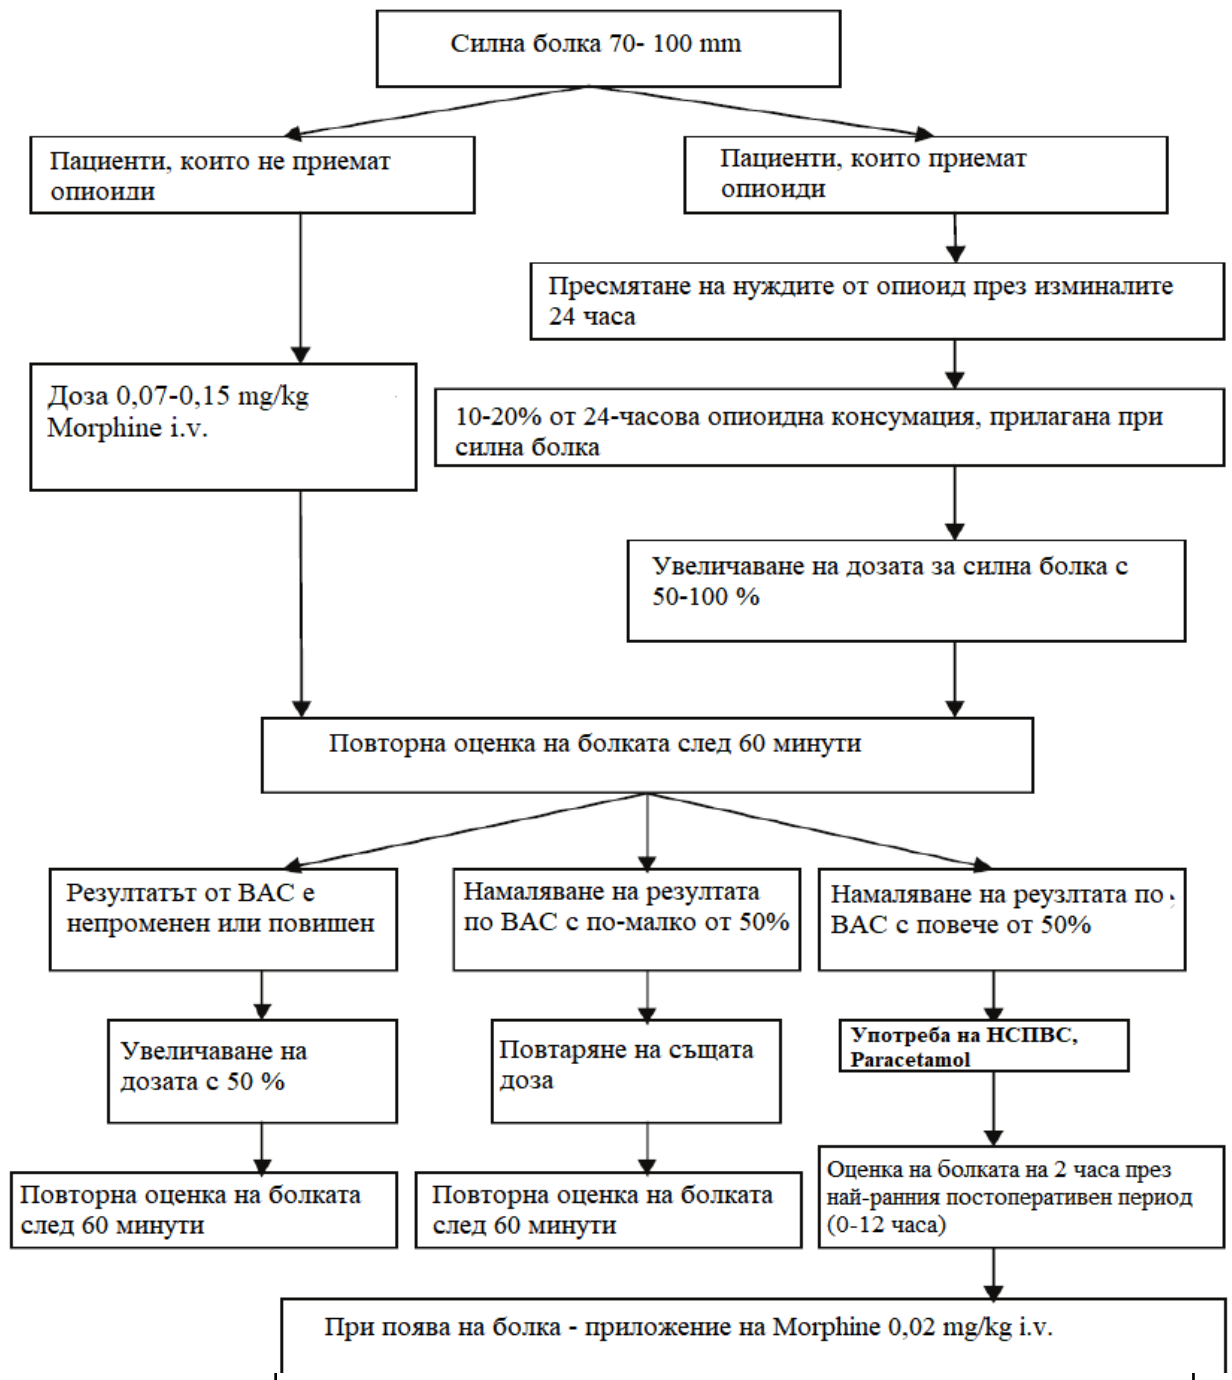 Силна болка 70- 100 mm
Пациенти, които не приемат
опиоиди
Пациенти, които приемат
опиоиди
Пресмятане на нуждите от опиоид през изминалите
24 часа
Доза 0,07-0,15 mg/kg
Morphine i.v.
10-20% от 24-часова опиоидна консумация, прилагана при
силна болка
Увеличаване на дозата за силна болка с
50-100 %
Повторна оценка на болката след 60 минути
Резултатът от ВАС е
непроменен или повишен
Намаляване на резултата
по ВАС с по-малко от 50%
Намаляване на реузлтата по
ВАС с повече от 50%
Увеличаване на
дозата с 50 %
Повтаряне на същата
доза
Употреба на НСПВС,
Paracetamol
Повторна оценка на болката
след 60 минути
Повторна оценка на болката
след 60 минути
Оценка на болката на 2 часа през
най-ранния постоперативен период
(0-12 часа)
При поява на болка - приложение на Morphine 0,02 mg/kg i.v.